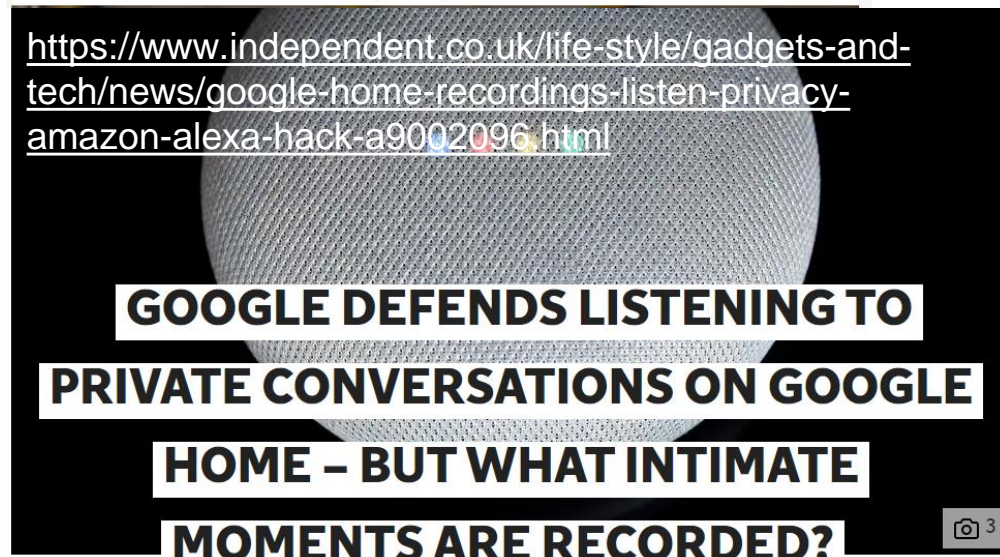 https://www.independent.co.uk/life-style/gadgets-and-
tech/news/google-home-recordings-listen-privacy-
amazon-alexa-hack-a9002096.html
GOOGLE DEFENDS LISTENING TO
PRIVATE CONVERSATIONS ON GOOGLE
HOME – BUT WHAT INTIMATE
MOMENTS ARE RECORDED?
3